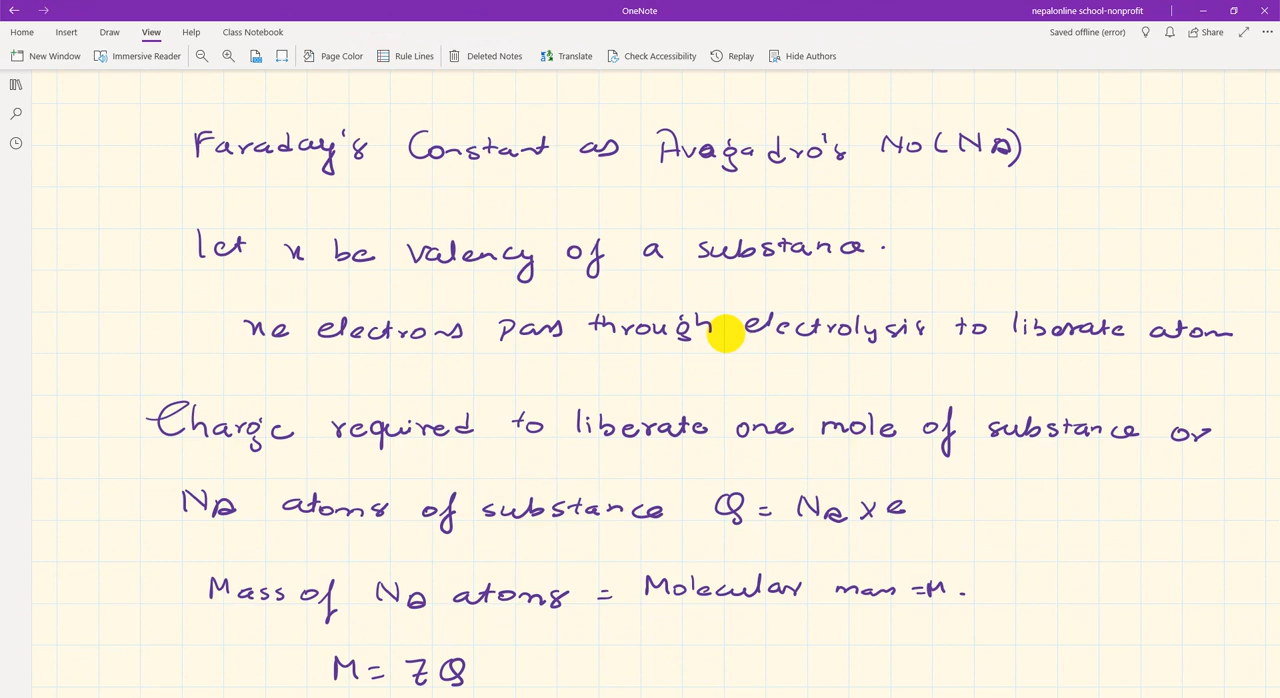 OneNote
nepalonline school-nonprofit
Home Insert Draw View Help Class Notebook
Saved offline (error) Share
New Window Immersive Reader Page Color Rule Lines Deleted Notes Translate Check Accessibility Replay Hide Authors
Faraday's Constant as Avagadro's No (NA)
let x be valency of a substance.
xe electrons pass through electrolysis to liberate atom
Charge required to liberate one mole of substance or
NA atoms of substance Q = NA x e
Mass of NA atoms = Molecular mass = M.
M = ZQ